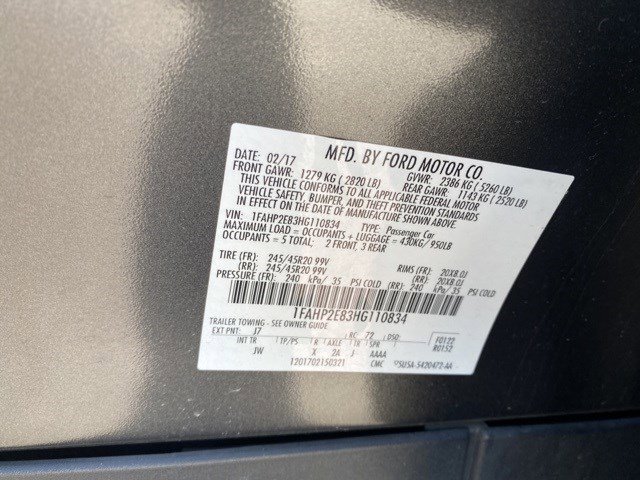 MFD. BY FORD MOTOR CO.
DATE: 02/17 GVWR: 2386 KG ( 5260 LB)
FRONT GAWR: 1279 KG ( 2820 LB) REAR GAWR: 1143 KG ( 2520 LB)
THIS VEHICLE CONFORMS TO ALL APPLICABLE FEDERAL MOTOR
VEHICLE SAFETY, BUMPER, AND THEFT PREVENTION STANDARDS
IN EFFECT ON THE DATE OF MANUFACTURE SHOWN ABOVE.
VIN: 1FAHP2E83HG110834 TYPE: Passenger Car
MAXIMUM LOAD = OCCUPANTS + LUGGAGE = 430KG/ 950LB
OCCUPANTS = 5 TOTAL: 2 FRONT, 3 REAR
TIRE (FR): 245/45R20 99V RIMS (FR): 20X8.0J
(RR): 245/45R20 99V (RR): 20X8.0J
PRESSURE (FR): 240 kPa/ 35 PSI COLD (RR): 240 kPa/ 35 PSI COLD
1FAHP2E83HG110834
TRAILER TOWING - SEE OWNER GUIDE
EXT PNT: J7 RC: 72 DSO: F0122
INT TR TP/PS R AXLE TR SPR R0152
JW X 2A J AAAA
1201702150321 CMC